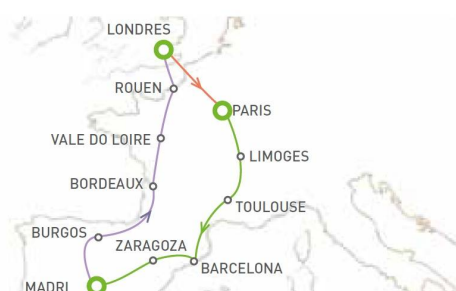 LONDRES
ROUEN
PARIS
VALE DO LOIRE
LIMOGES
BORDEAUX
TOULOUSE
BURGOS
ZARAGOZA
BARCELONA
MADRI